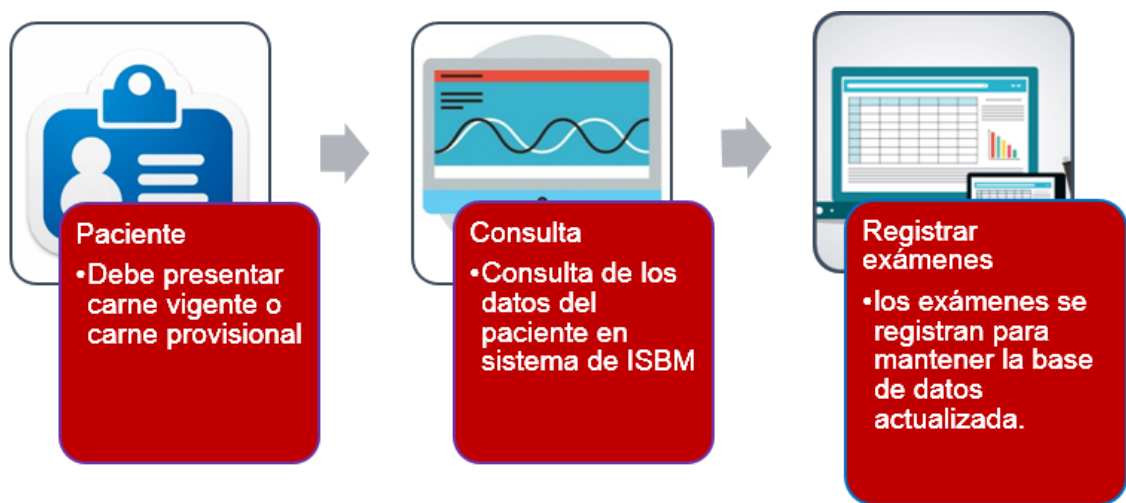 Paciente
•Debe presentar
carne vigente o
carne provisional
Consulta
•Consulta de los
datos del
paciente en
sistema de ISBM
Registrar
exámenes
•los exámenes se
registran para
mantener la base
de datos
actualizada.